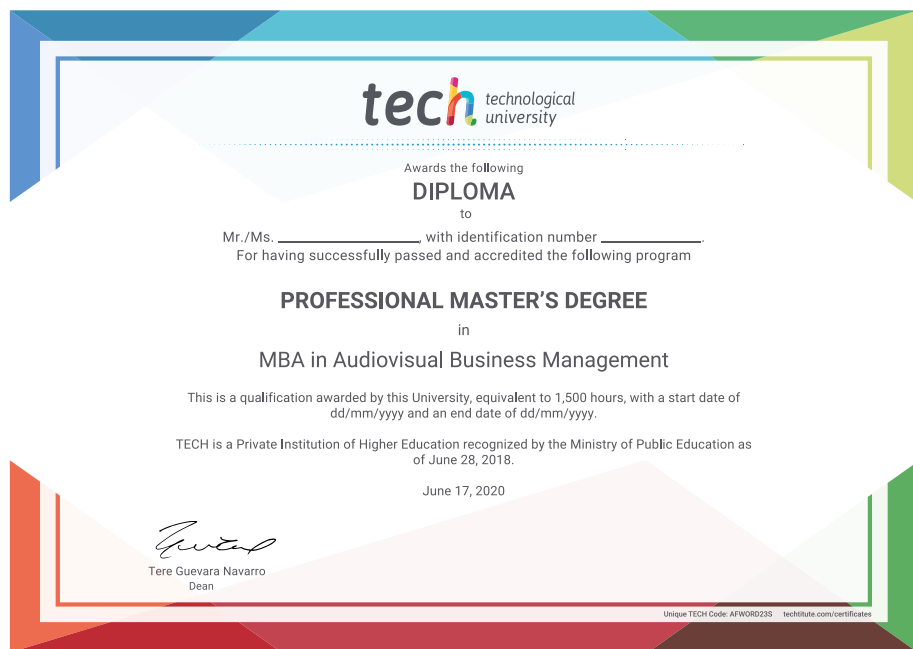 tech technological
university
Awards the following
DIPLOMA
to
Mr./Ms. ____________________, with identification number ______________.
For having successfully passed and accredited the following program
PROFESSIONAL MASTER'S DEGREE
in
MBA in Audiovisual Business Management
This is a qualification awarded by this University, equivalent to 1,500 hours, with a start date of
dd/mm/yyyy and an end date of dd/mm/yyyy.
TECH is a Private Institution of Higher Education recognized by the Ministry of Public Education as
of June 28, 2018.
June 17, 2020
Tere Guevara Navarro
Dean
Unique TECH Code: AFWORD23S techtitute.com/certificates